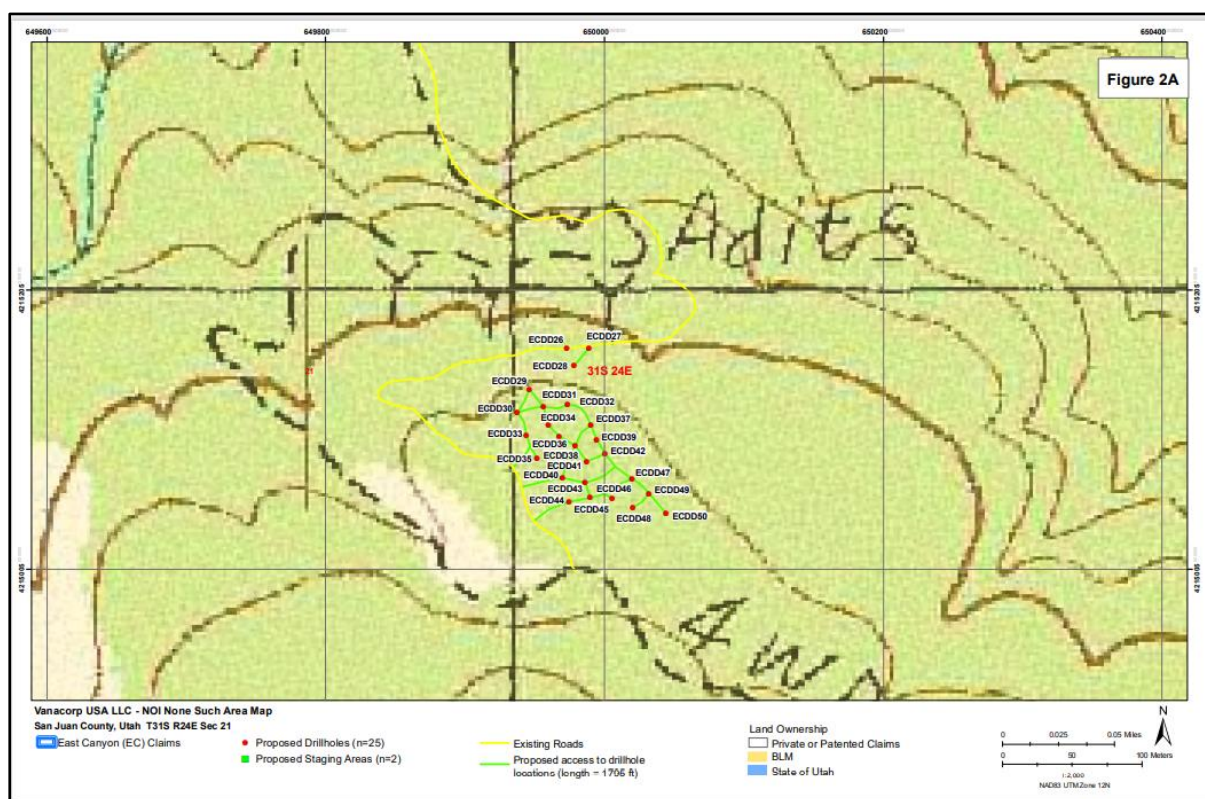 649600 649800 650000 650200 650400
Figure 2A
Adits
4215205 4215205
ECDD26 ECDD27
ECDD28 31S 24E
21
ECDD29
ECDD31 ECDD32
ECDD30
ECDD34 ECDD37
ECDD33 ECDD36 ECDD39
ECDD35 ECDD38 ECDD42
ECDD41
ECDD40 ECDD47
ECDD43 ECDD46 ECDD49
ECDD44
ECDD45 ECDD48 ECDD50
4215005 4215005
Vanacorp USA LLC - NOI None Such Area Map
San Juan County, Utah T31S R24E Sec 21
East Canyon (EC) Claims
Proposed Drillholes (n=25)
Proposed Staging Areas (n=2)
Existing Roads
Proposed access to drillhole
locations (length = 1706 ft)
Land Ownership
Private or Patented Claims
BLM
State of Utah
0 0.025 0.05 Miles
0 50 100 Meters
1:2,000
NAD83 UTM Zone 12N
N